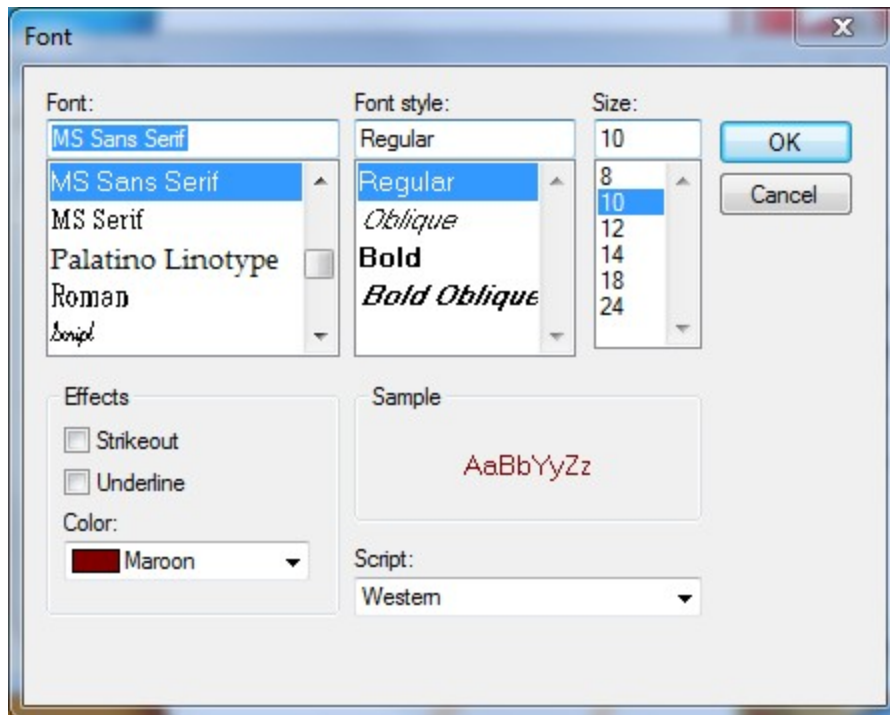 Font
Font:
MS Sans Serif
MS Sans Serif
MS Serif
Palatino Linotype
Roman
Script
Font style:
Regular
Regular
Oblique
Bold
Bold Oblique
Size:
10
8
10
12
14
18
24
OK
Cancel
Effects
Strikeout
Underline
Color:
Maroon
Sample
AaBbYyZz
Script:
Western